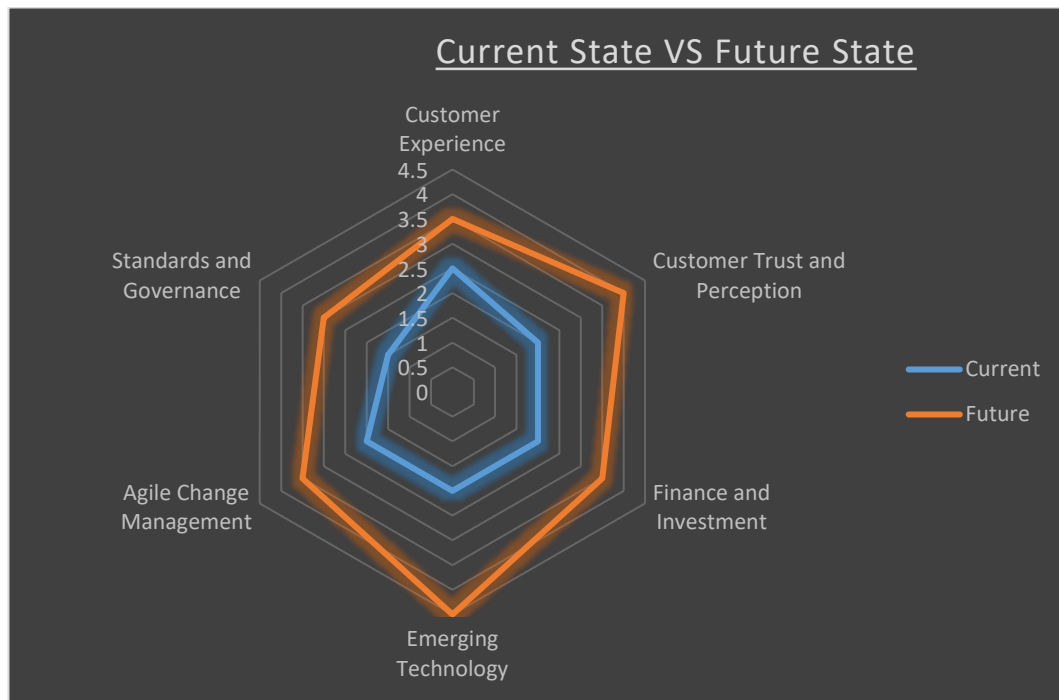 Current State VS Future State
Customer
Experience
4.5
4
3.5
3
2.5
2
1.5
1
0.5
0
Standards and
Governance
Customer Trust and
Perception
Current
Future
Agile Change
Management
Finance and
Investment
Emerging
Technology